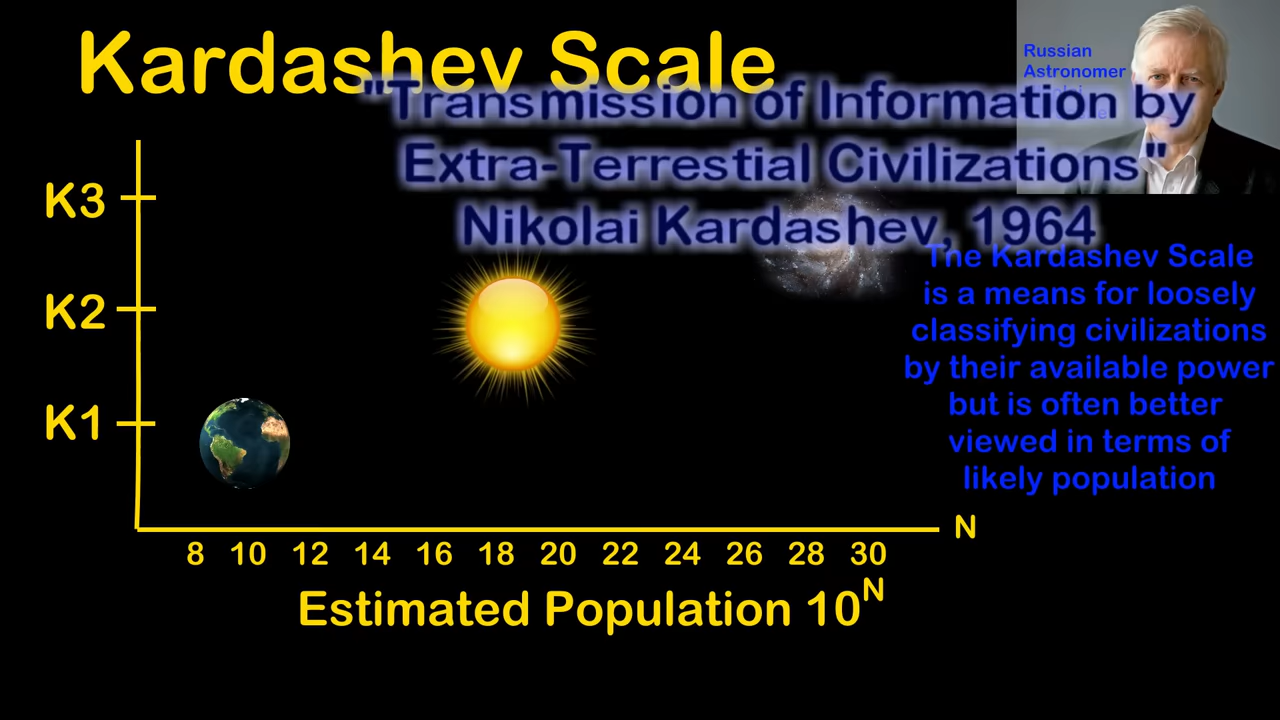 Kardashev Scale
Russian
Astronomer
"Transmission of Information by
Extra-Terrestial Civilizations"
Nikolai Kardashev, 1964
K3
K2
K1
The Kardashev Scale
is a means for loosely
classifying civilizations
by their available power
but is often better
viewed in terms of
likely population
N
8 10 12 14 16 18 20 22 24 26 28 30
Estimated Population 10^N